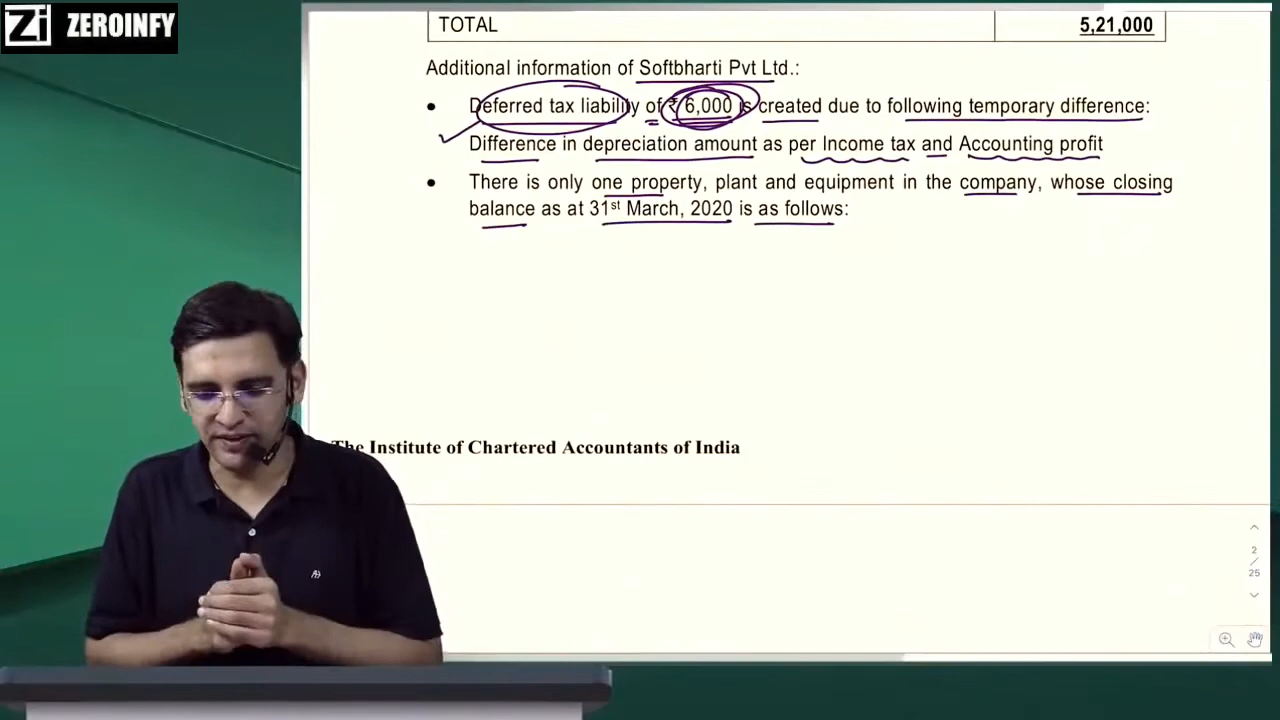 Zi ZEROINFY
TOTAL 5,21,000
Additional information of Softbharti Pvt Ltd.:
• Deferred tax liability of ₹ 6,000 is created due to following temporary difference:
Difference in depreciation amount as per Income tax and Accounting profit
• There is only one property, plant and equipment in the company, whose closing
balance as at 31st March, 2020 is as follows:
The Institute of Chartered Accountants of India
2
/
25